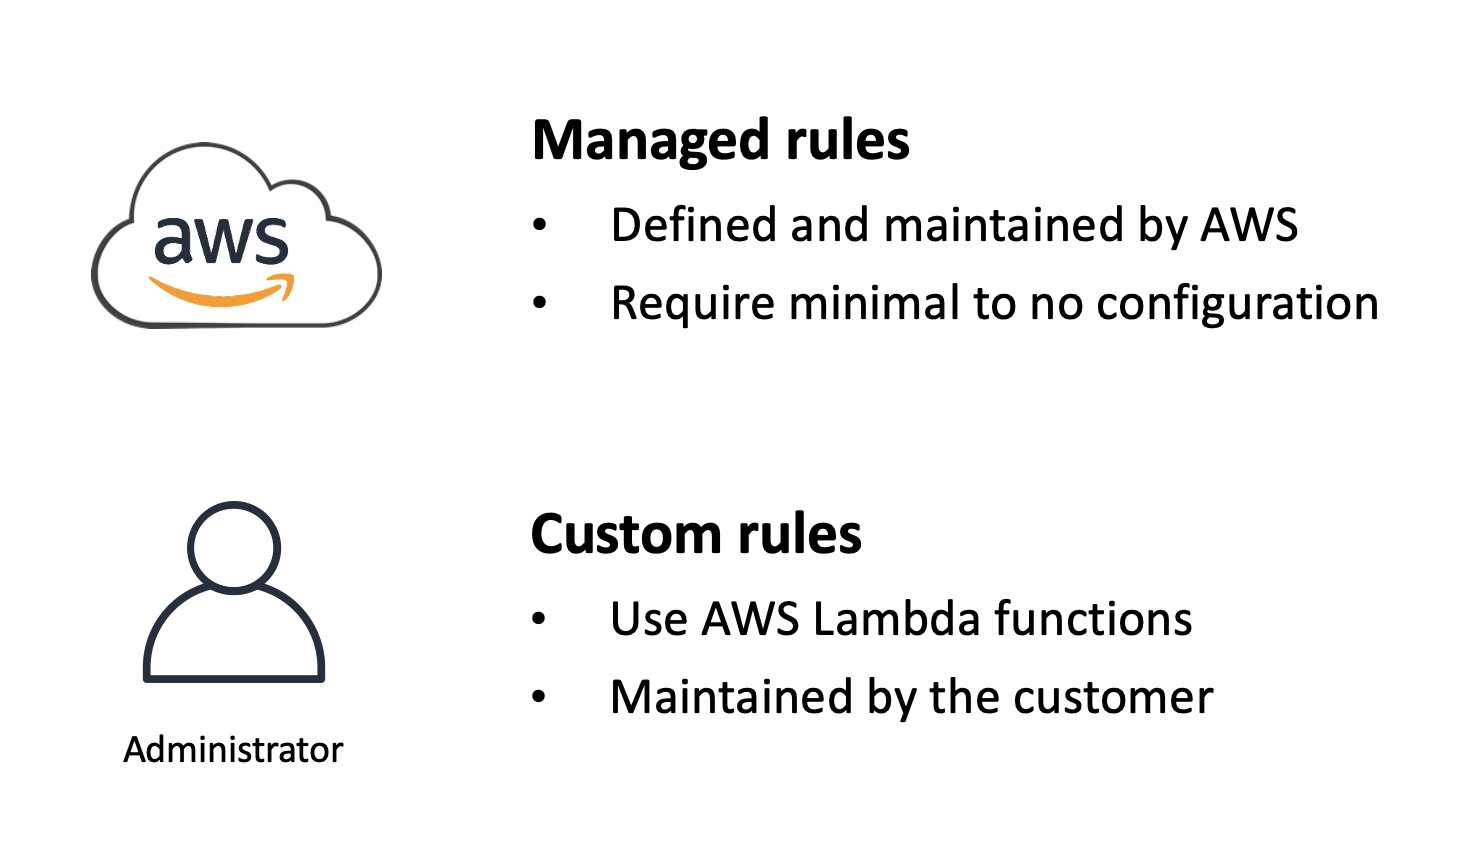 aws
Managed rules
• Defined and maintained by AWS
• Require minimal to no configuration
Administrator
Custom rules
• Use AWS Lambda functions
• Maintained by the customer